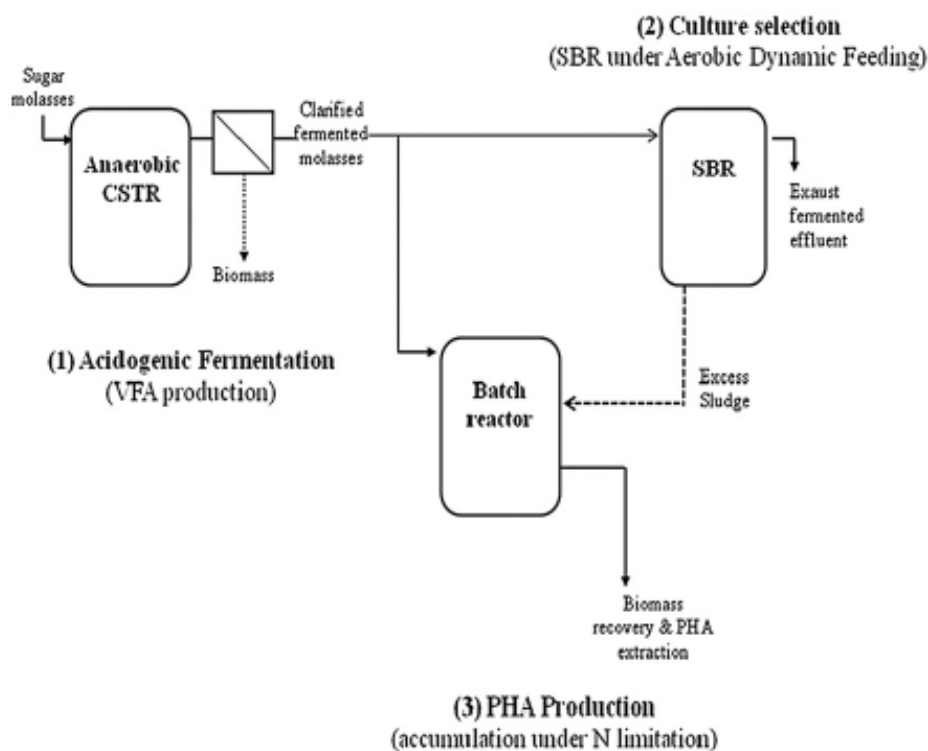 (2) Culture selection
(SBR under Aerobic Dynamic Feeding)
Sugar
molasses
Anaerobic
CSTR
Clarified
fermented
molasses
Biomass
SBR
Exaust
fermented
effluent
(1) Acidogenic Fermentation
(VFA production)
Batch
reactor
Excess
Sludge
Biomass
recovery & PHA
extraction
(3) PHA Production
(accumulation under N limitation)